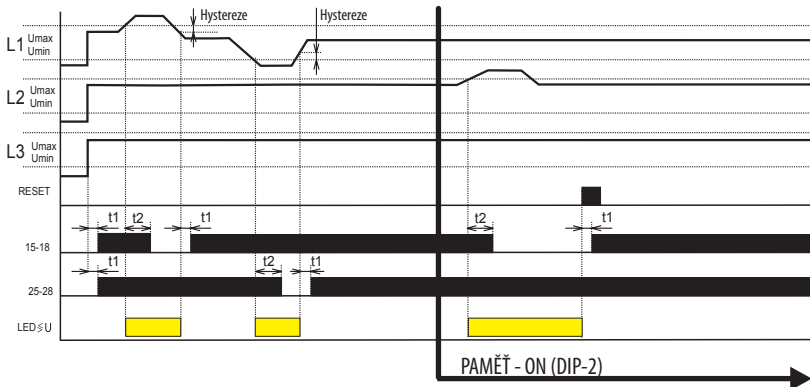 Hystereze
Hystereze
L1 Umax
Umin
L2 Umax
Umin
L3 Umax
Umin
RESET
t1 t2 t1 t2 t1
15-18
t1 t2 t1
25-28
LED ≶ U
PAMĚŤ - ON (DIP-2)